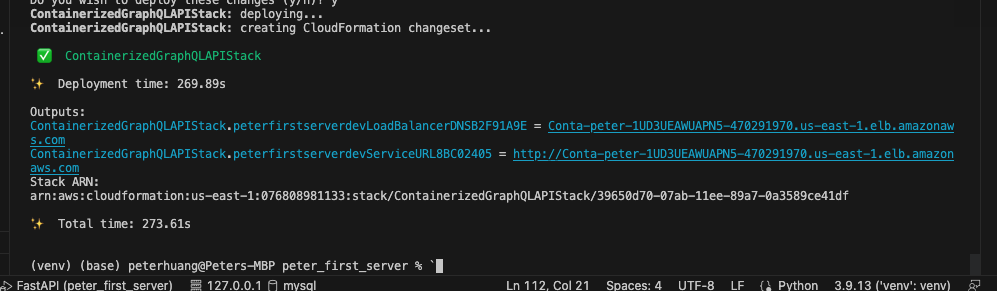 Do you wish to deploy these changes (y/n)? y
ContainerizedGraphQLAPIStack: deploying...
ContainerizedGraphQLAPIStack: creating CloudFormation changeset...
✅ ContainerizedGraphQLAPIStack
✨ Deployment time: 269.89s
Outputs:
ContainerizedGraphQLAPIStack.peterfirstserverdevLoadBalancerDNSB2F91A9E = Conta-peter-1UD3UEAWUAPN5-470291970.us-east-1.elb.amazonaw
s.com
ContainerizedGraphQLAPIStack.peterfirstserverdevServiceURL8BC02405 = http://Conta-peter-1UD3UEAWUAPN5-470291970.us-east-1.elb.amazon
aws.com
Stack ARN:
arn:aws:cloudformation:us-east-1:076808981133:stack/ContainerizedGraphQLAPIStack/39650d70-07ab-11ee-89a7-0a3589ce41df
✨ Total time: 273.61s
(venv) (base) peterhuang@Peters-MBP peter_first_server % `
FastAPI (peter_first_server) 127.0.0.1 mysql Ln 112, Col 21 Spaces: 4 UTF-8 LF Python 3.9.13 ('venv': venv)